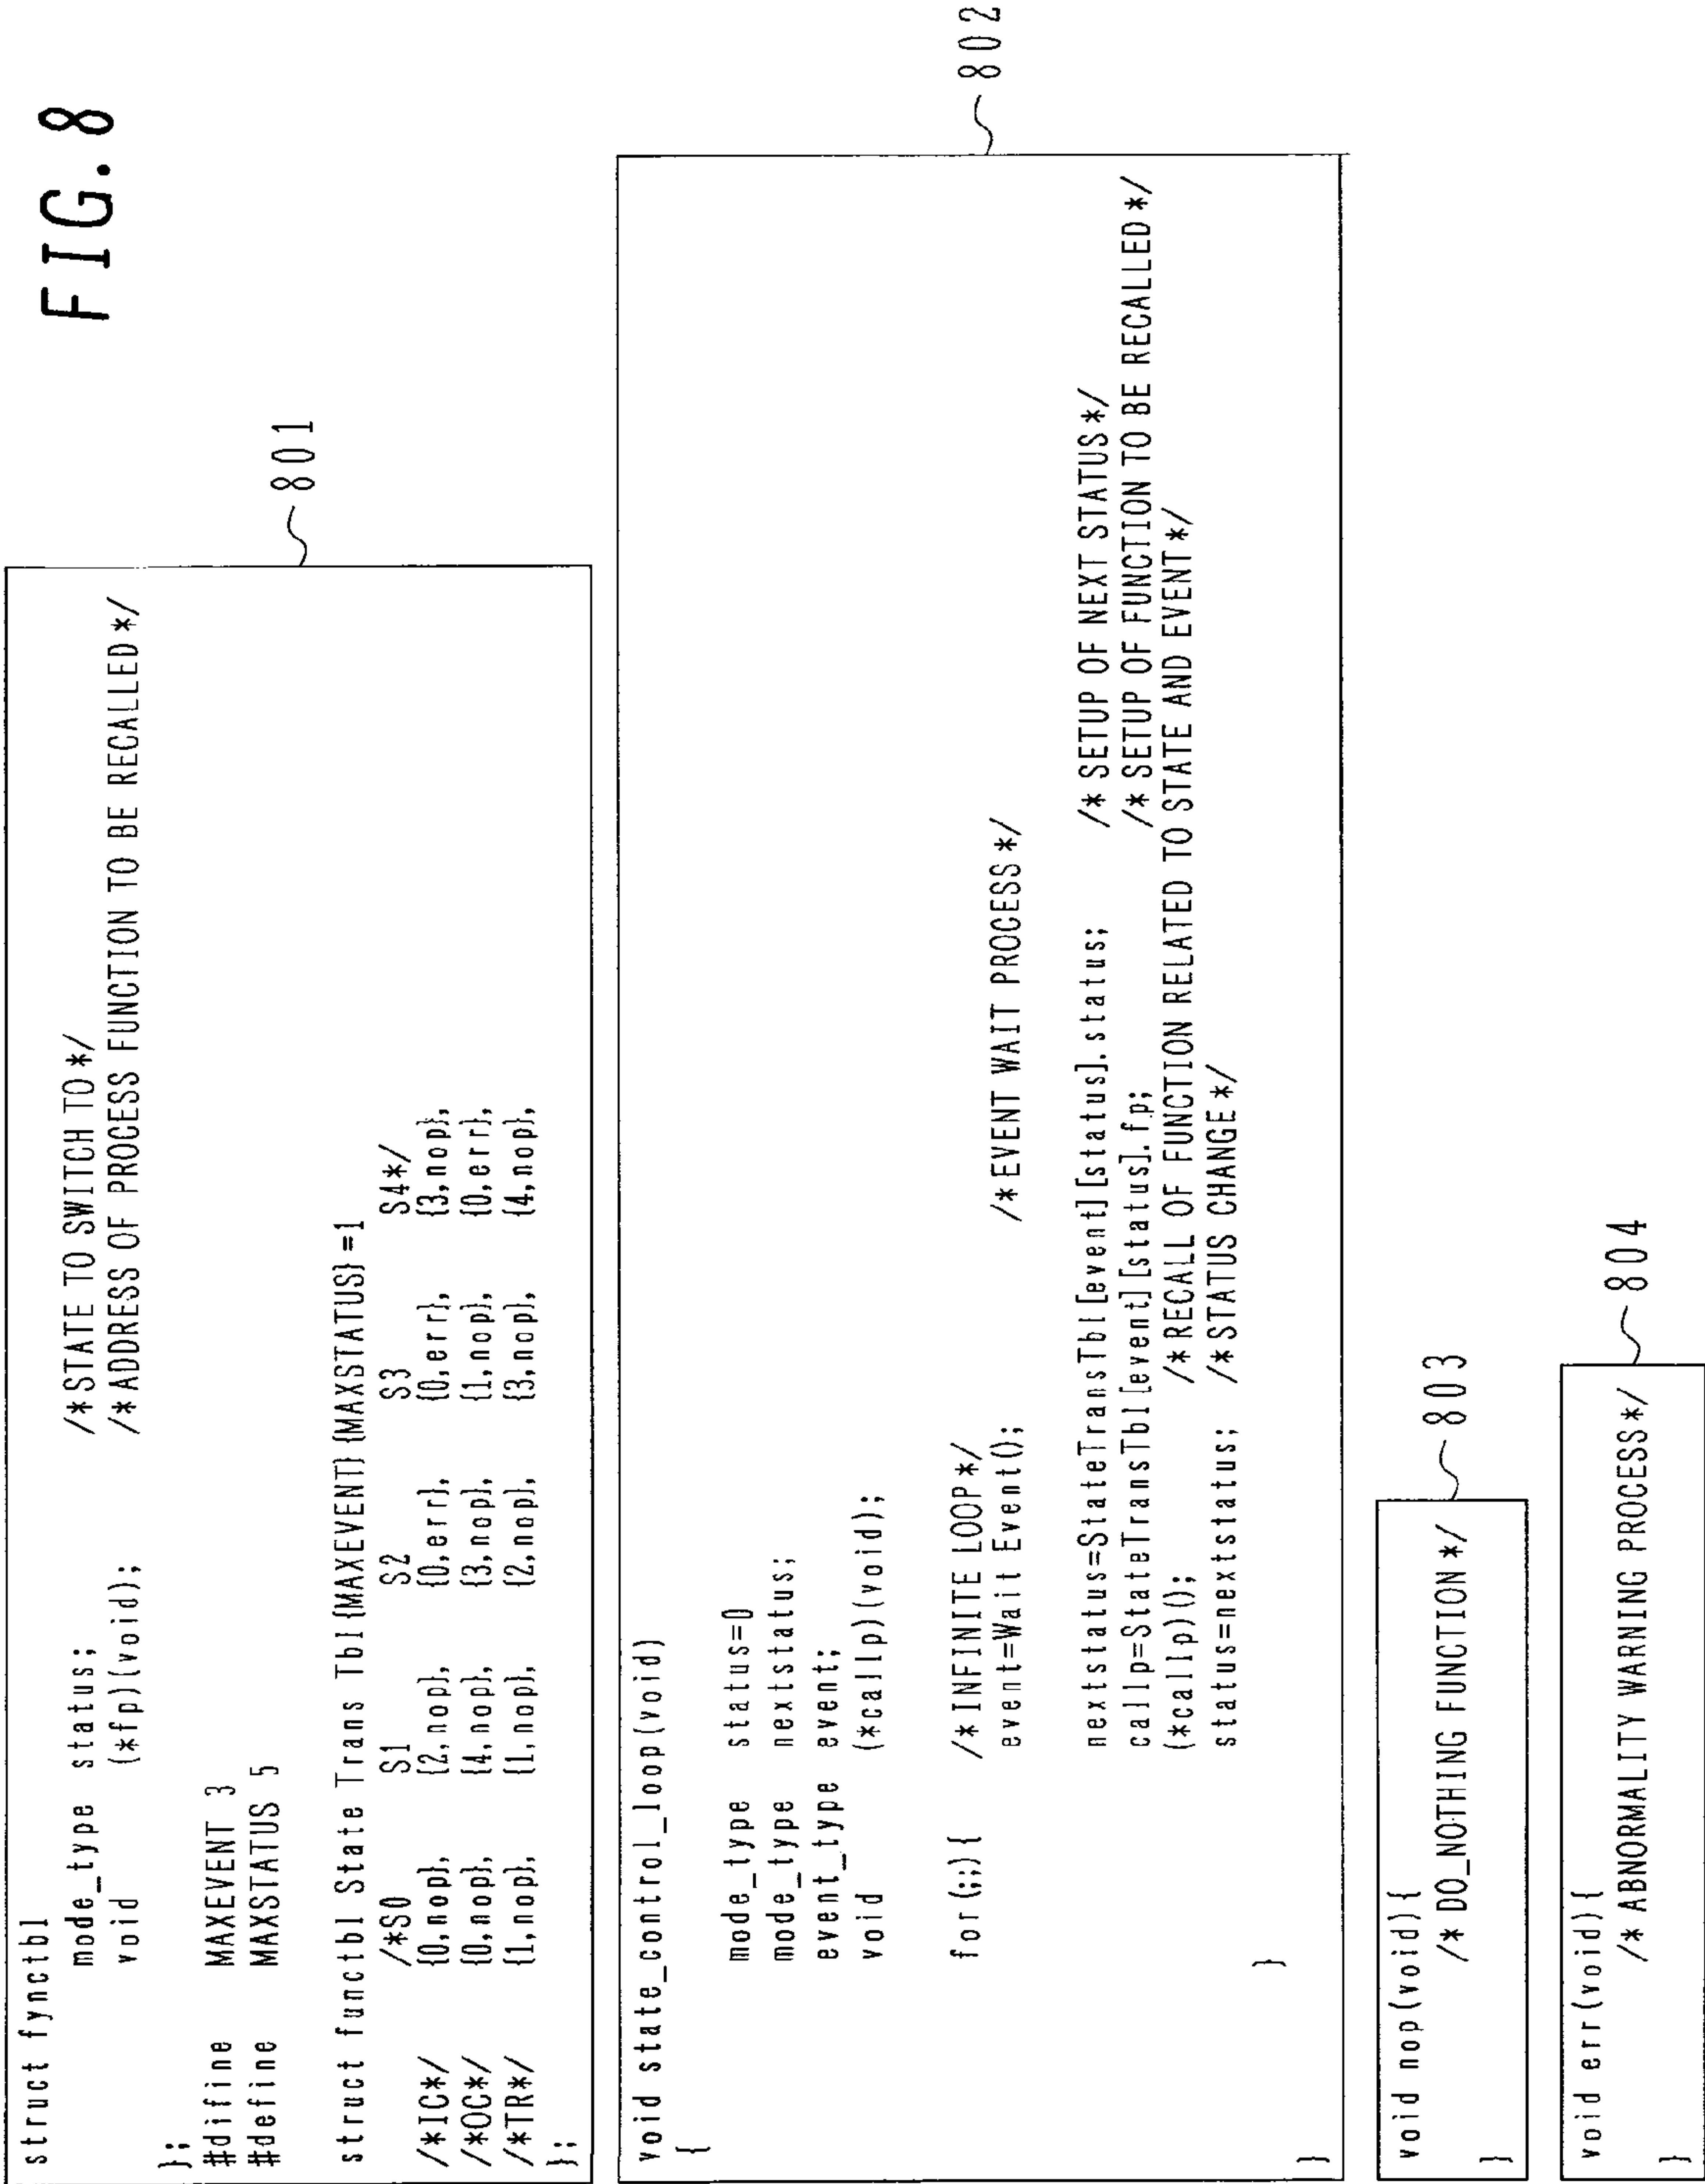 FIG. 8
struct fynctbl
mode_type status; /*STATE TO SWITCH TO*/
void (*fp)(void); /*ADDRESS OF PROCESS FUNCTION TO BE RECALLED*/
};
#difine MAXEVENT 3
#define MAXSTATUS 5
struct functbl State Trans Tbl{MAXEVENT}{MAXSTATUS}=1
/*S0 S1 S2 S3 S4*/
/*IC*/ {0,nop}, {2,nop}, {0,err}, {0,err}, {3,nop},
/*OC*/ {0,nop}, {4,nop}, {3,nop}, {1,nop}, {0,err},
/*TR*/ {1,nop}, {1,nop}, {2,nop}, {3,nop}, {4,nop},
};
801
void state_control_loop(void)
{
mode_type status=0
mode_type nextstatus;
event_type event;
void (*callp)(void);
for(;;){ /*INFINITE LOOP*/
event=Wait Event(); /*EVENT WAIT PROCESS*/
nextstatus=StateTransTbl[event][status].status; /*SETUP OF NEXT STATUS*/
callp=StateTransTbl[event][status].fp; /*SETUP OF FUNCTION TO BE RECALLED*/
(*callp)(); /*RECALL OF FUNCTION RELATED TO STATE AND EVENT*/
status=nextstatus; /*STATUS CHANGE*/
}
}
802
void nop(void){
/* DO_NOTHING FUNCTION */
}
803
void err(void){
/* ABNORMALITY WARNING PROCESS*/
}
804